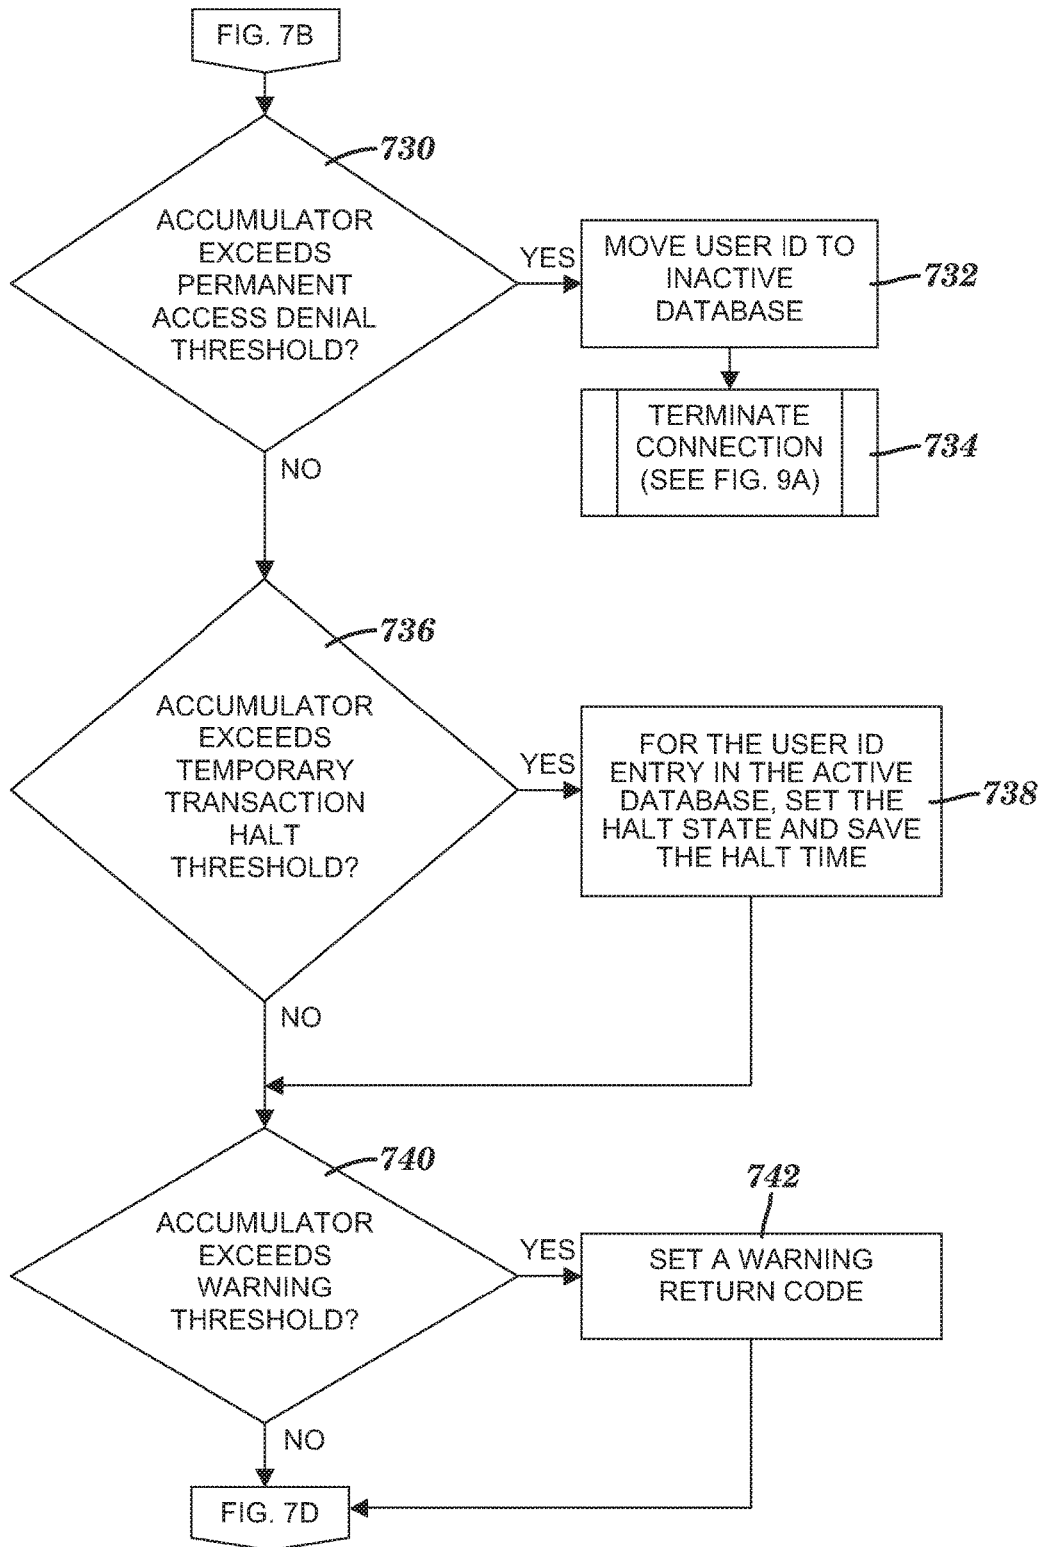 FIG. 7B
730
ACCUMULATOR
EXCEEDS
PERMANENT
ACCESS DENIAL
THRESHOLD?
YES
MOVE USER ID TO
INACTIVE
DATABASE
732
TERMINATE
CONNECTION
(SEE FIG. 9A)
734
NO
736
ACCUMULATOR
EXCEEDS
TEMPORARY
TRANSACTION
HALT
THRESHOLD?
YES
FOR THE USER ID
ENTRY IN THE ACTIVE
DATABASE, SET THE
HALT STATE AND SAVE
THE HALT TIME
738
NO
740
ACCUMULATOR
EXCEEDS
WARNING
THRESHOLD?
YES
742
SET A WARNING
RETURN CODE
NO
FIG. 7D